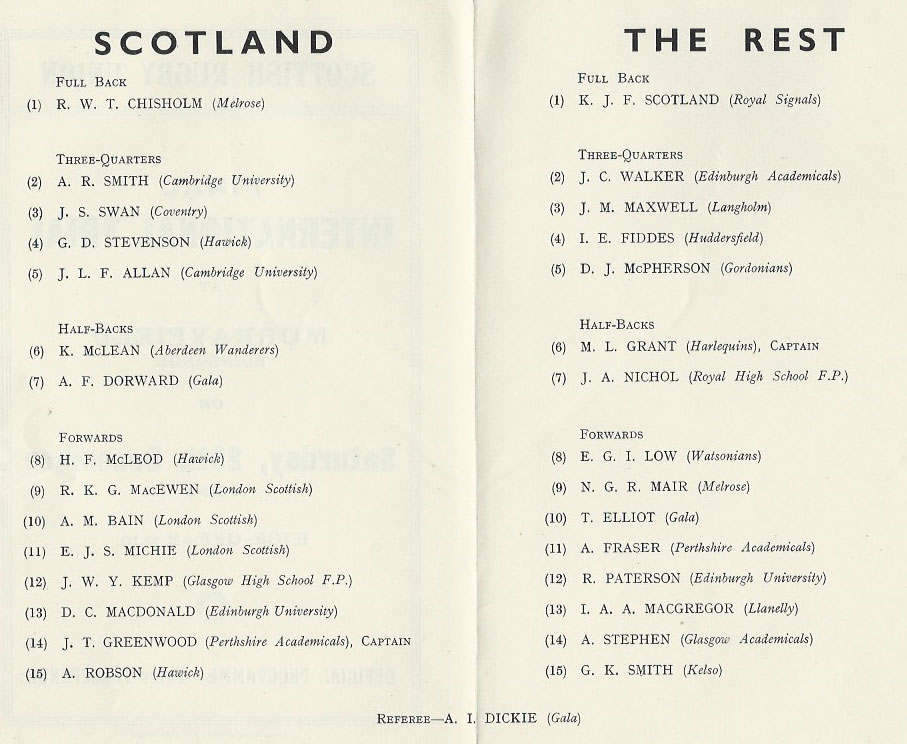 SCOTLAND
FULL BACK
(1) R. W. T. CHISHOLM (Melrose)
THREE-QUARTERS
(2) A. R. SMITH (Cambridge University)
(3) J. S. SWAN (Coventry)
(4) G. D. STEVENSON (Hawick)
(5) J. L. F. ALLAN (Cambridge University)
HALF-BACKS
(6) K. McLEAN (Aberdeen Wanderers)
(7) A. F. DORWARD (Gala)
FORWARDS
(8) H. F. McLEOD (Hawick)
(9) R. K. G. MacEWEN (London Scottish)
(10) A. M. BAIN (London Scottish)
(11) E. J. S. MICHIE (London Scottish)
(12) J. W. Y. KEMP (Glasgow High School F.P.)
(13) D. C. MACDONALD (Edinburgh University)
(14) J. T. GREENWOOD (Perthshire Academicals), CAPTAIN
(15) A. ROBSON (Hawick)
THE REST
FULL BACK
(1) K. J. F. SCOTLAND (Royal Signals)
THREE-QUARTERS
(2) J. C. WALKER (Edinburgh Academicals)
(3) J. M. MAXWELL (Langholm)
(4) I. E. FIDDES (Huddersfield)
(5) D. J. McPHERSON (Gordonians)
HALF-BACKS
(6) M. L. GRANT (Harlequins), CAPTAIN
(7) J. A. NICHOL (Royal High School F.P.)
FORWARDS
(8) E. G. I. LOW (Watsonians)
(9) N. G. R. MAIR (Melrose)
(10) T. ELLIOT (Gala)
(11) A. FRASER (Perthshire Academicals)
(12) R. PATERSON (Edinburgh University)
(13) I. A. A. MACGREGOR (Llanelly)
(14) A. STEPHEN (Glasgow Academicals)
(15) G. K. SMITH (Kelso)
REFEREE—A. I. DICKIE (Gala)